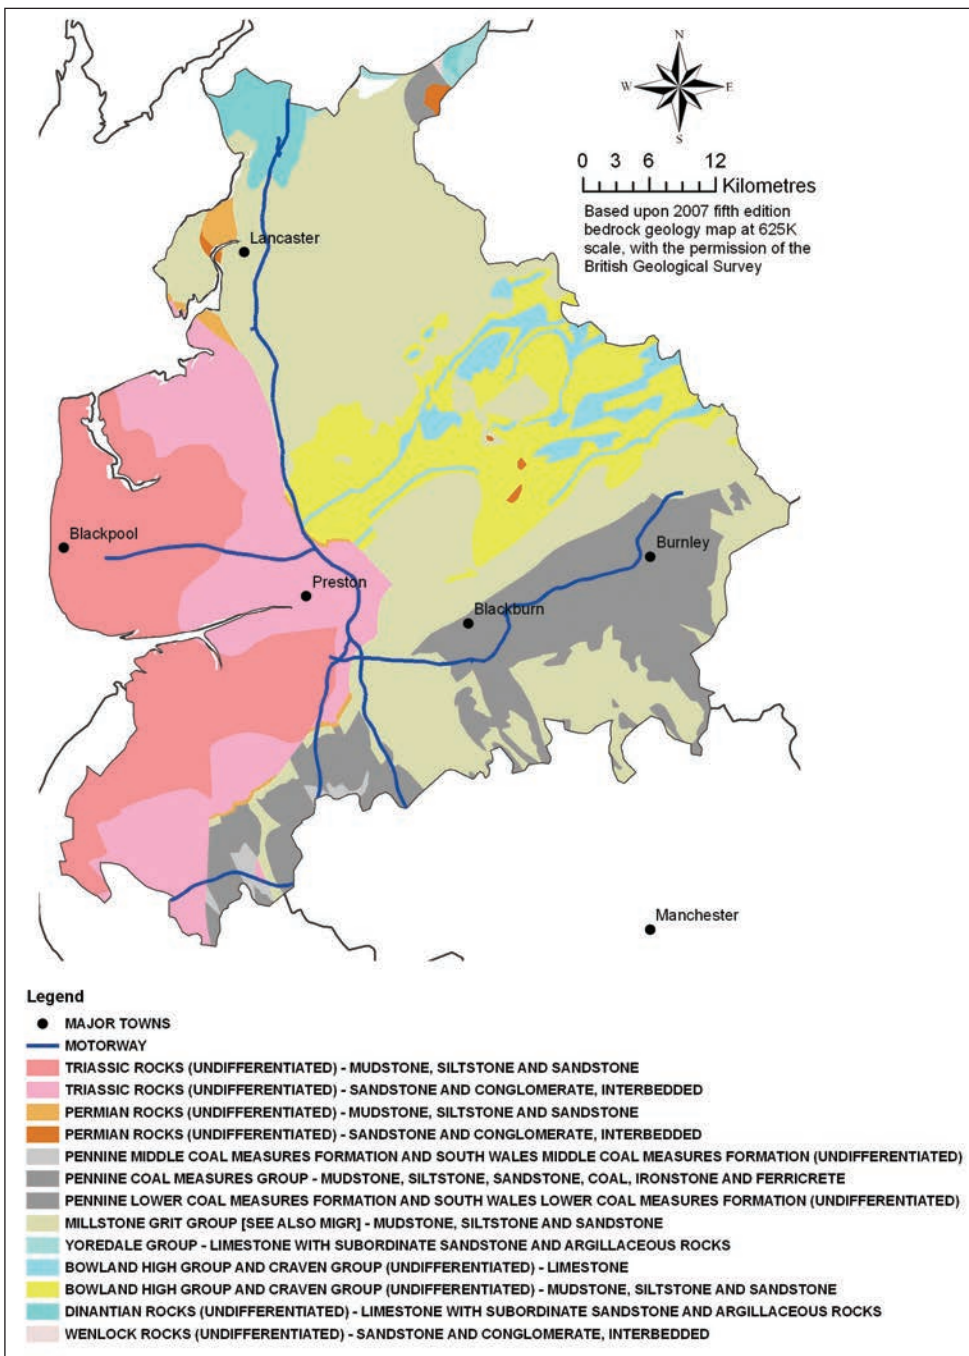 N
W E
S
0 3 6 12
Kilometres
Based upon 2007 fifth edition
bedrock geology map at 625K
scale, with the permission of the
British Geological Survey
Lancaster
Blackpool
Preston
Burnley
Blackburn
Manchester
Legend
MAJOR TOWNS
MOTORWAY
TRIASSIC ROCKS (UNDIFFERENTIATED) - MUDSTONE, SILTSTONE AND SANDSTONE
TRIASSIC ROCKS (UNDIFFERENTIATED) - SANDSTONE AND CONGLOMERATE, INTERBEDDED
PERMIAN ROCKS (UNDIFFERENTIATED) - MUDSTONE, SILTSTONE AND SANDSTONE
PERMIAN ROCKS (UNDIFFERENTIATED) - SANDSTONE AND CONGLOMERATE, INTERBEDDED
PENNINE MIDDLE COAL MEASURES FORMATION AND SOUTH WALES MIDDLE COAL MEASURES FORMATION (UNDIFFERENTIATED)
PENNINE COAL MEASURES GROUP - MUDSTONE, SILTSTONE, SANDSTONE, COAL, IRONSTONE AND FERRICRETE
PENNINE LOWER COAL MEASURES FORMATION AND SOUTH WALES LOWER COAL MEASURES FORMATION (UNDIFFERENTIATED)
MILLSTONE GRIT GROUP [SEE ALSO MIGR] - MUDSTONE, SILTSTONE AND SANDSTONE
YOREDALE GROUP - LIMESTONE WITH SUBORDINATE SANDSTONE AND ARGILLACEOUS ROCKS
BOWLAND HIGH GROUP AND CRAVEN GROUP (UNDIFFERENTIATED) - LIMESTONE
BOWLAND HIGH GROUP AND CRAVEN GROUP (UNDIFFERENTIATED) - MUDSTONE, SILTSTONE AND SANDSTONE
DINANTIAN ROCKS (UNDIFFERENTIATED) - LIMESTONE WITH SUBORDINATE SANDSTONE AND ARGILLACEOUS ROCKS
WENLOCK ROCKS (UNDIFFERENTIATED) - SANDSTONE AND CONGLOMERATE, INTERBEDDED